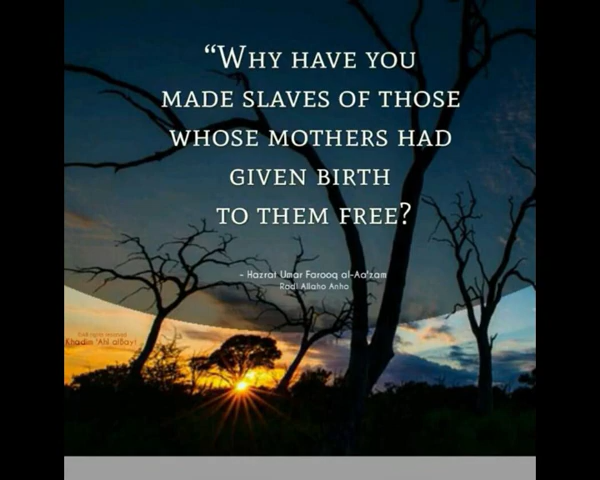 “WHY HAVE YOU
MADE SLAVES OF THOSE
WHOSE MOTHERS HAD
GIVEN BIRTH
TO THEM FREE?
- Hazrat Umar Farooq al-Aa'zam
Radi Allaho Anho
Khadim 'Ahl alBayt